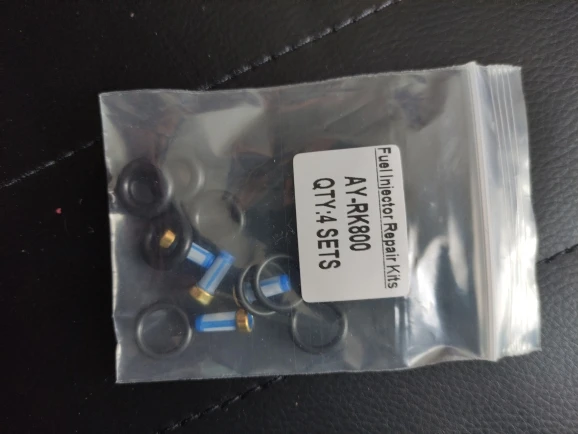 Fuel Injector Repair Kits
AY-RK800
QTY:4 SETS